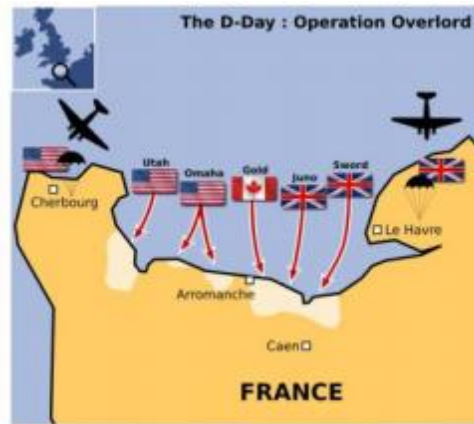 The D-Day : Operation Overlord
Utah
Omaha
Gold
Juno
Sword
Cherbourg
Le Havre
Arromanche
Caen
FRANCE